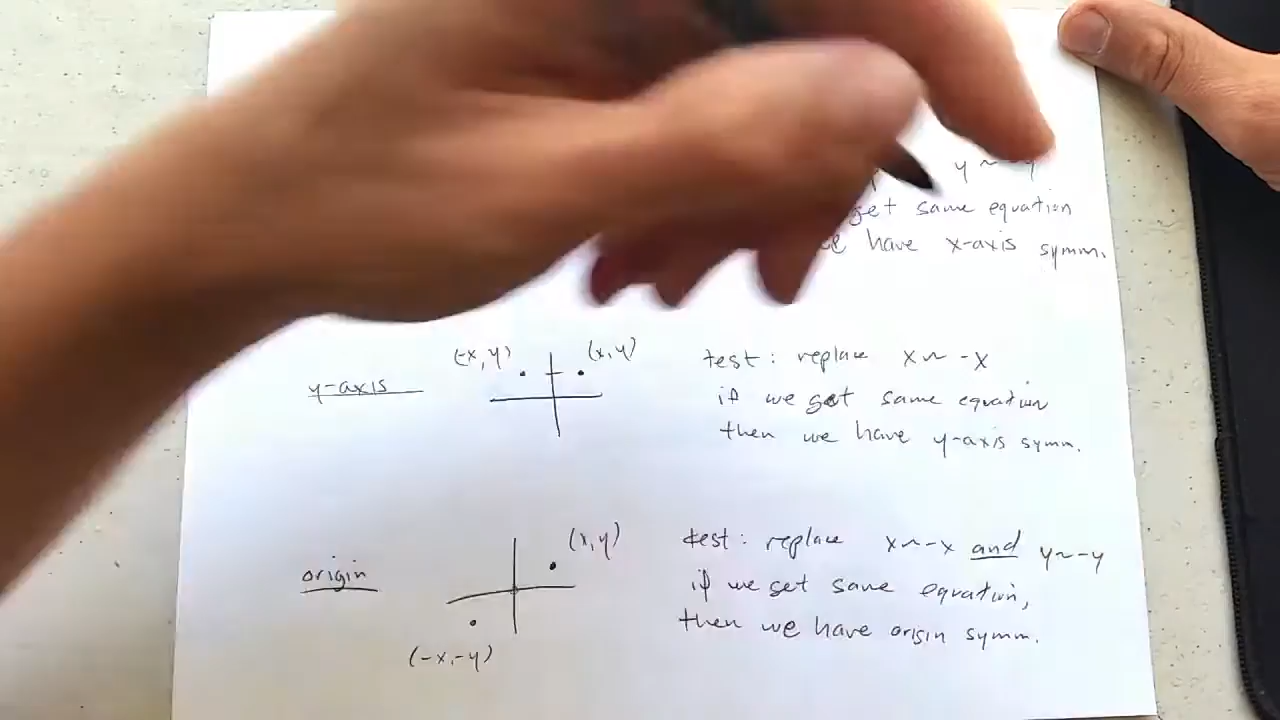 y ~ -y
get same equation
have x-axis symm.
(-x, y)
(x, y)
y-axis
test: replace x ~ -x
if we get same equation
then we have y-axis symm.
(x, y)
origin
(-x, -y)
test: replace x ~ -x and y ~ -y
if we get same equation,
then we have origin symm.